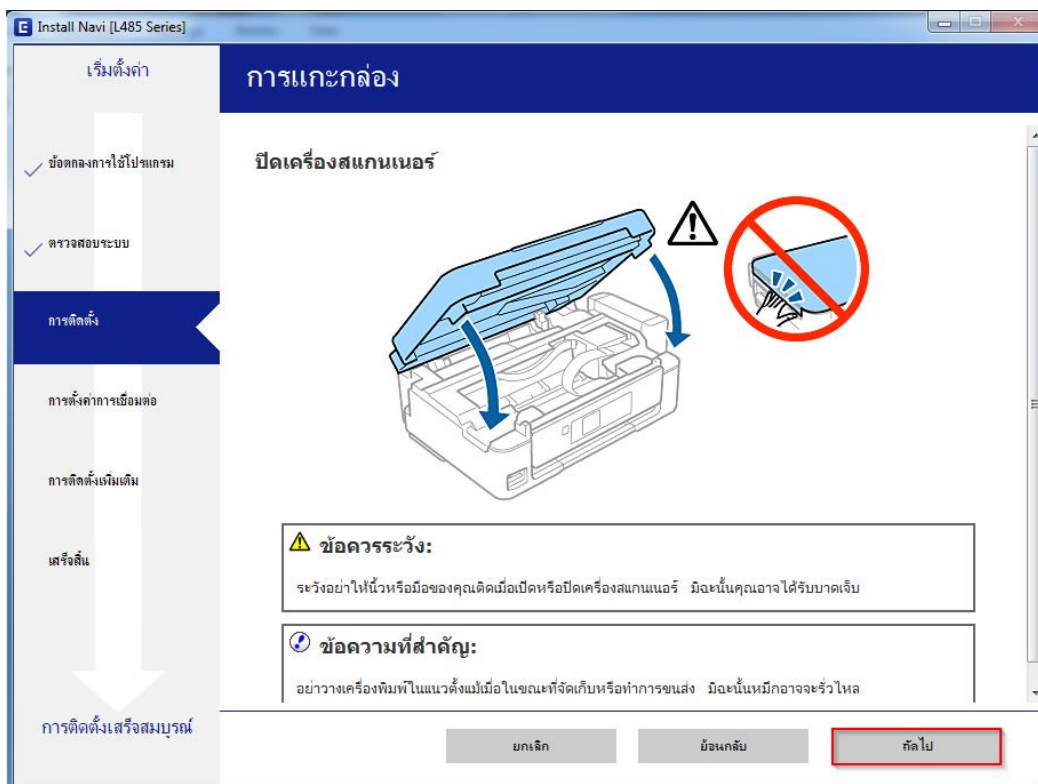 Install Navi [L485 Series]
เริ่มตั้งค่า
การแกะกล่อง
ข้อตกลงการใช้โปรแกรม
ตรวจสอบระบบ
การติดตั้ง
การตั้งค่าการเชื่อมต่อ
การติดตั้งเพิ่มเติม
เสร็จสิ้น
การติดตั้งเสร็จสมบูรณ์
ปิดเครื่องสแกนเนอร์
ข้อควรระวัง:
ระวังอย่าให้นิ้วหรือมือของคุณติดเมื่อเปิดหรือปิดเครื่องสแกนเนอร์ มิฉะนั้นคุณอาจได้รับบาดเจ็บ
ข้อความที่สำคัญ:
อย่าวางเครื่องพิมพ์ในแนวตั้งแม้เมื่อในขณะที่จัดเก็บหรือทำการขนส่ง มิฉะนั้นหมึกอาจจะรั่วไหล
ยกเลิก
ย้อนกลับ
ถัดไป